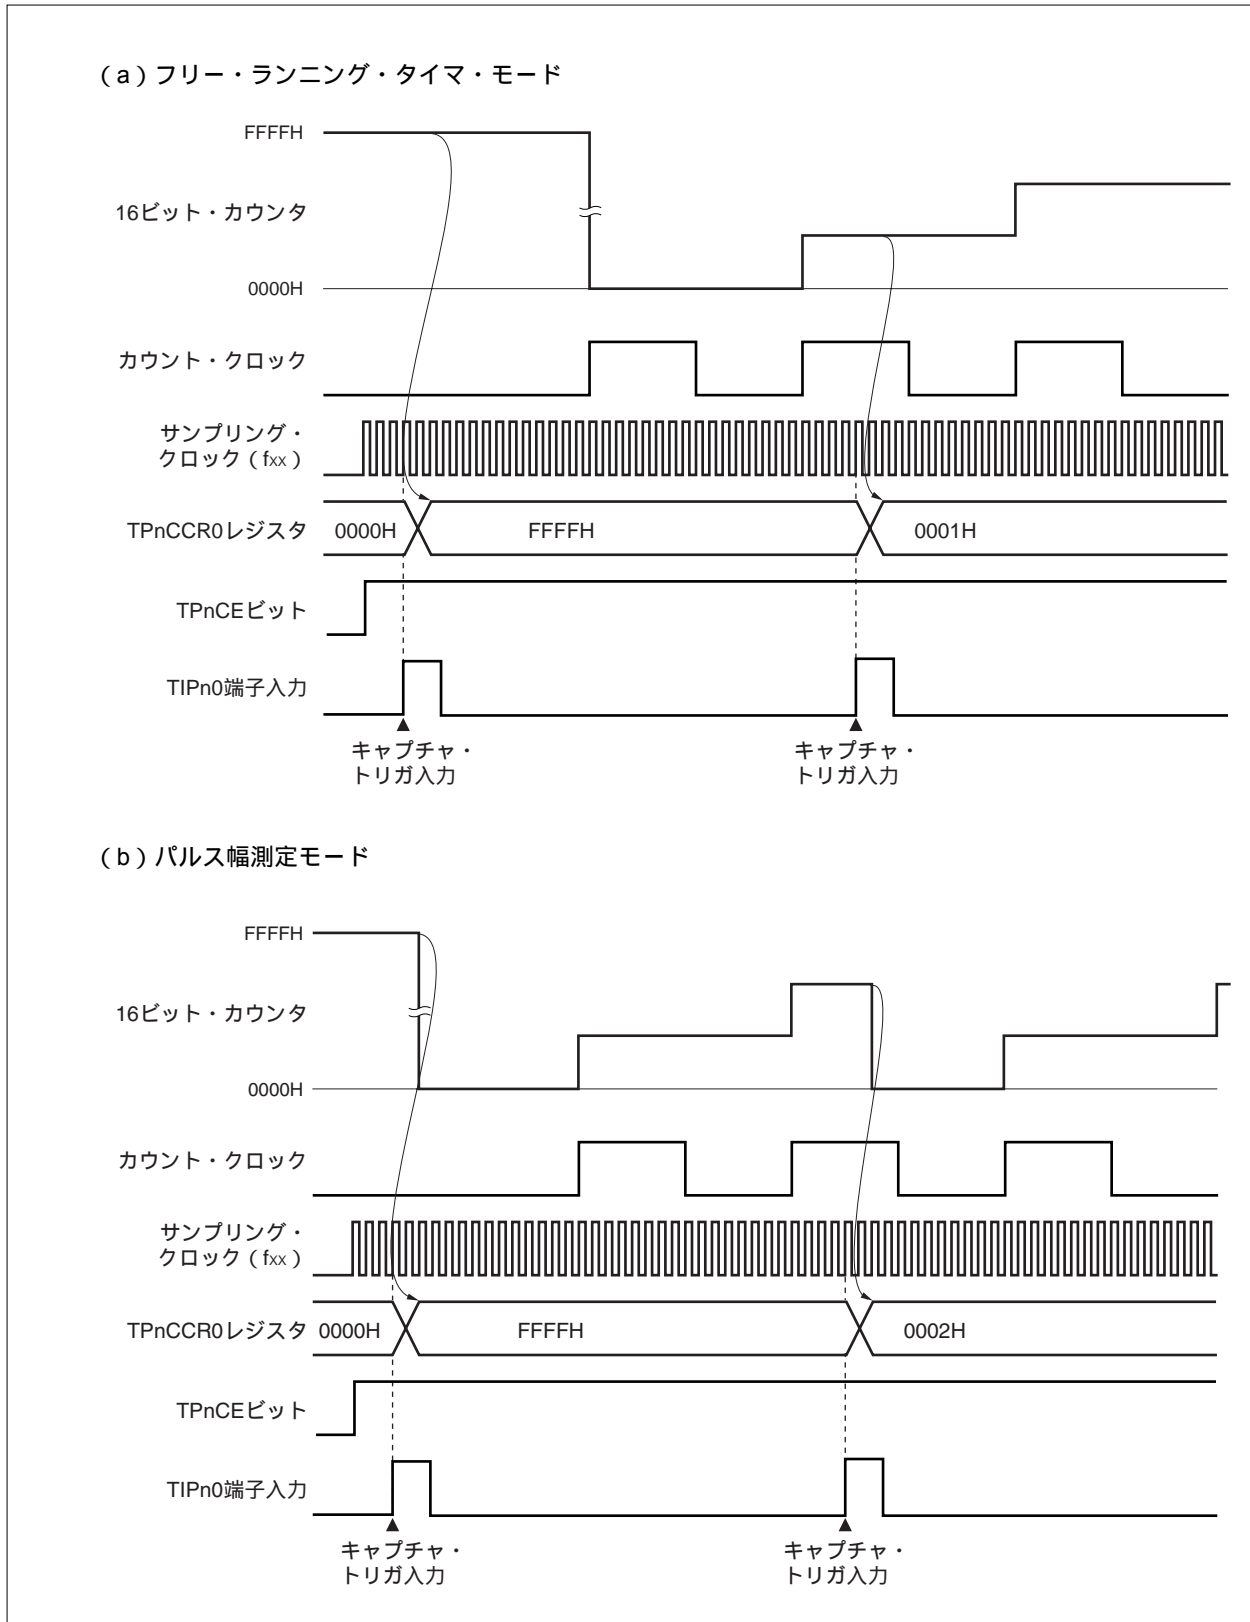 （a）フリー・ランニング・タイマ・モード
FFFFH
16ビット・カウンタ
0000H
カウント・クロック
サンプリング・
クロック（fxx）
TPnCCR0レジスタ
0000H
FFFFH
0001H
TPnCEビット
TIPn0端子入力
キャプチャ・
トリガ入力
キャプチャ・
トリガ入力
（b）パルス幅測定モード
FFFFH
16ビット・カウンタ
0000H
カウント・クロック
サンプリング・
クロック（fxx）
TPnCCR0レジスタ
0000H
FFFFH
0002H
TPnCEビット
TIPn0端子入力
キャプチャ・
トリガ入力
キャプチャ・
トリガ入力